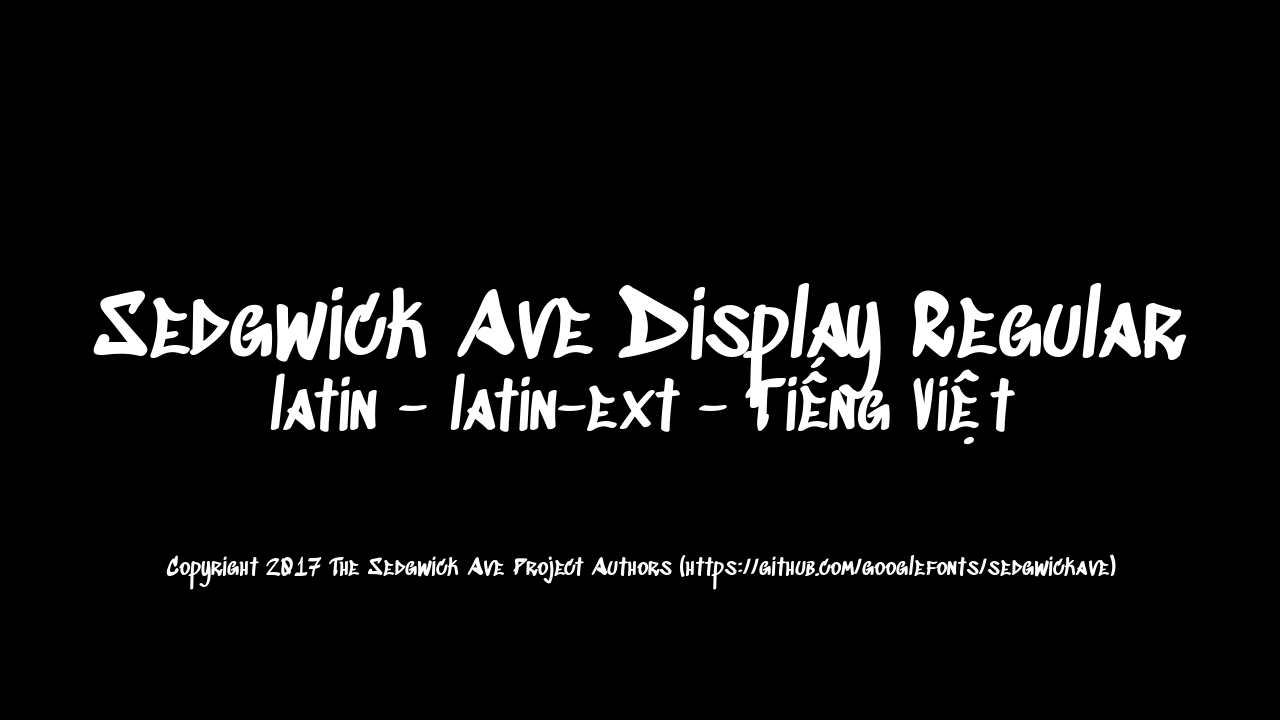 Sedgwick Ave Display Regular
latin - latin-ext - Tiếng Việt
Copyright 2017 The Sedgwick Ave Project Authors (https://github.com/googlefonts/sedgwickave)